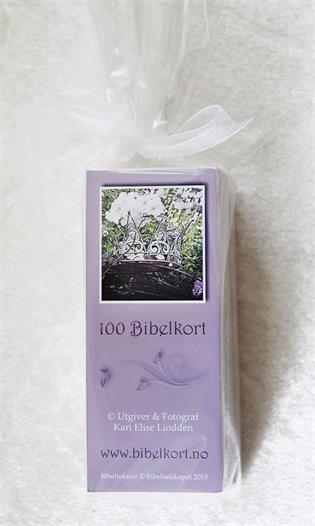 100 Bibelkort
© Utgiver & Fotograf
Kari Elise Liodden
www.bibelkort.no
Bibeltekster © Bibelselskapet 2015